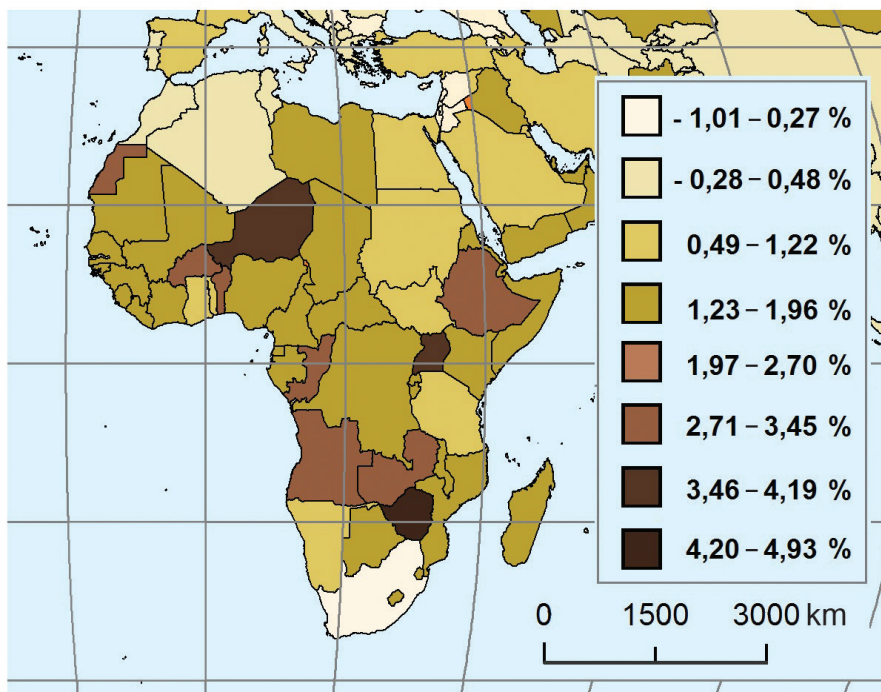 - 1,01 – 0,27 %
- 0,28 – 0,48 %
0,49 – 1,22 %
1,23 – 1,96 %
1,97 – 2,70 %
2,71 – 3,45 %
3,46 – 4,19 %
4,20 – 4,93 %
0 1500 3000 km